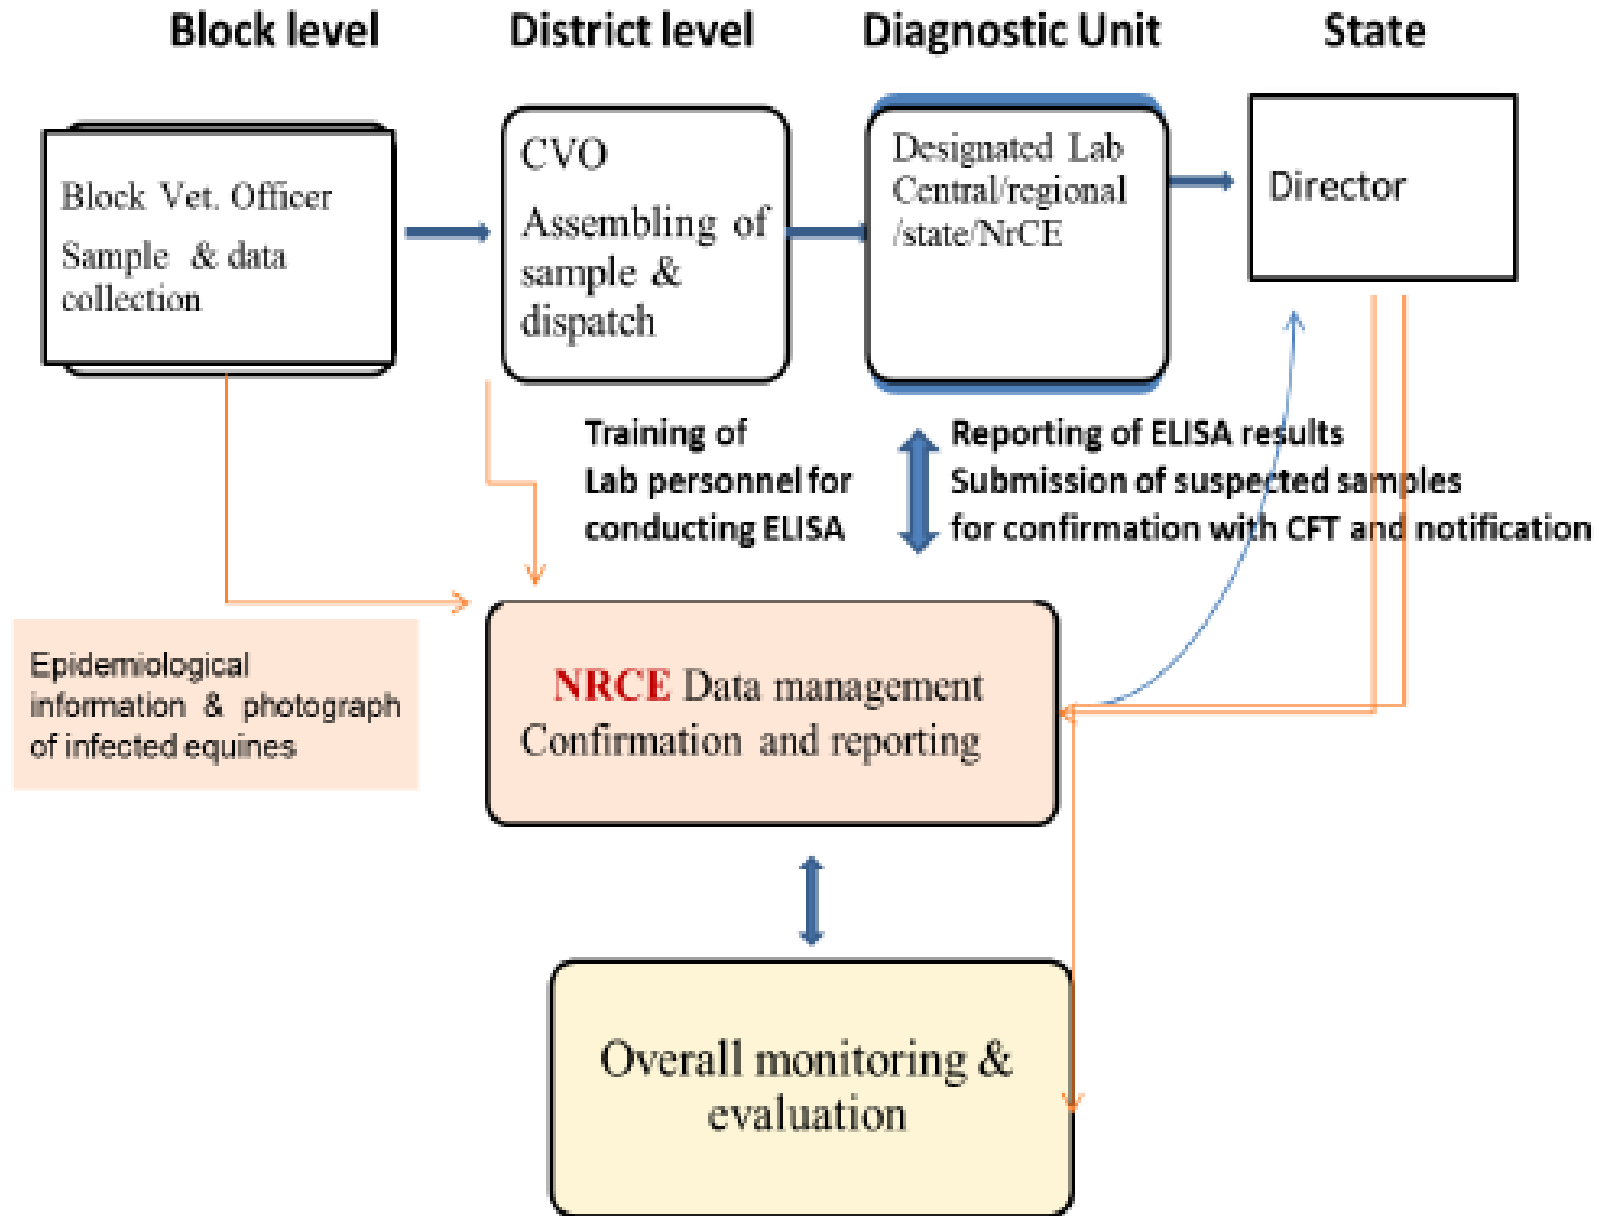 Block level
District level
Diagnostic Unit
State
Block Vet. Officer
Sample & data
collection
CVO
Assembling of
sample &
dispatch
Designated Lab
Central/regional
/state/NrCE
Director
Training of
Lab personnel for
conducting ELISA
Reporting of ELISA results
Submission of suspected samples
for confirmation with CFT and notification
Epidemiological
information & photograph
of infected equines
NRCE Data management
Confirmation and reporting
Overall monitoring &
evaluation